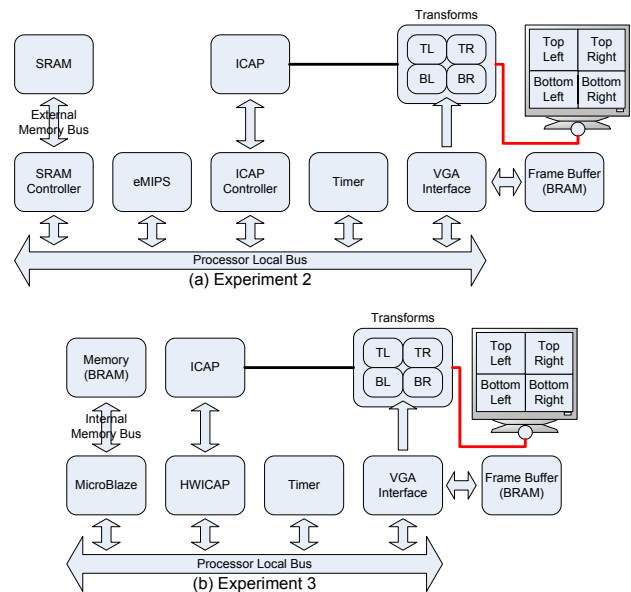 Transforms
SRAM
ICAP
TL TR
BL BR
Top Left
Top Right
Bottom Left
Bottom Right
External Memory Bus
SRAM Controller
eMIPS
ICAP Controller
Timer
VGA Interface
Frame Buffer (BRAM)
Processor Local Bus
(a) Experiment 2
Transforms
Memory (BRAM)
ICAP
TL TR
BL BR
Top Left
Top Right
Bottom Left
Bottom Right
Internal Memory Bus
MicroBlaze
HWICAP
Timer
VGA Interface
Frame Buffer (BRAM)
Processor Local Bus
(b) Experiment 3